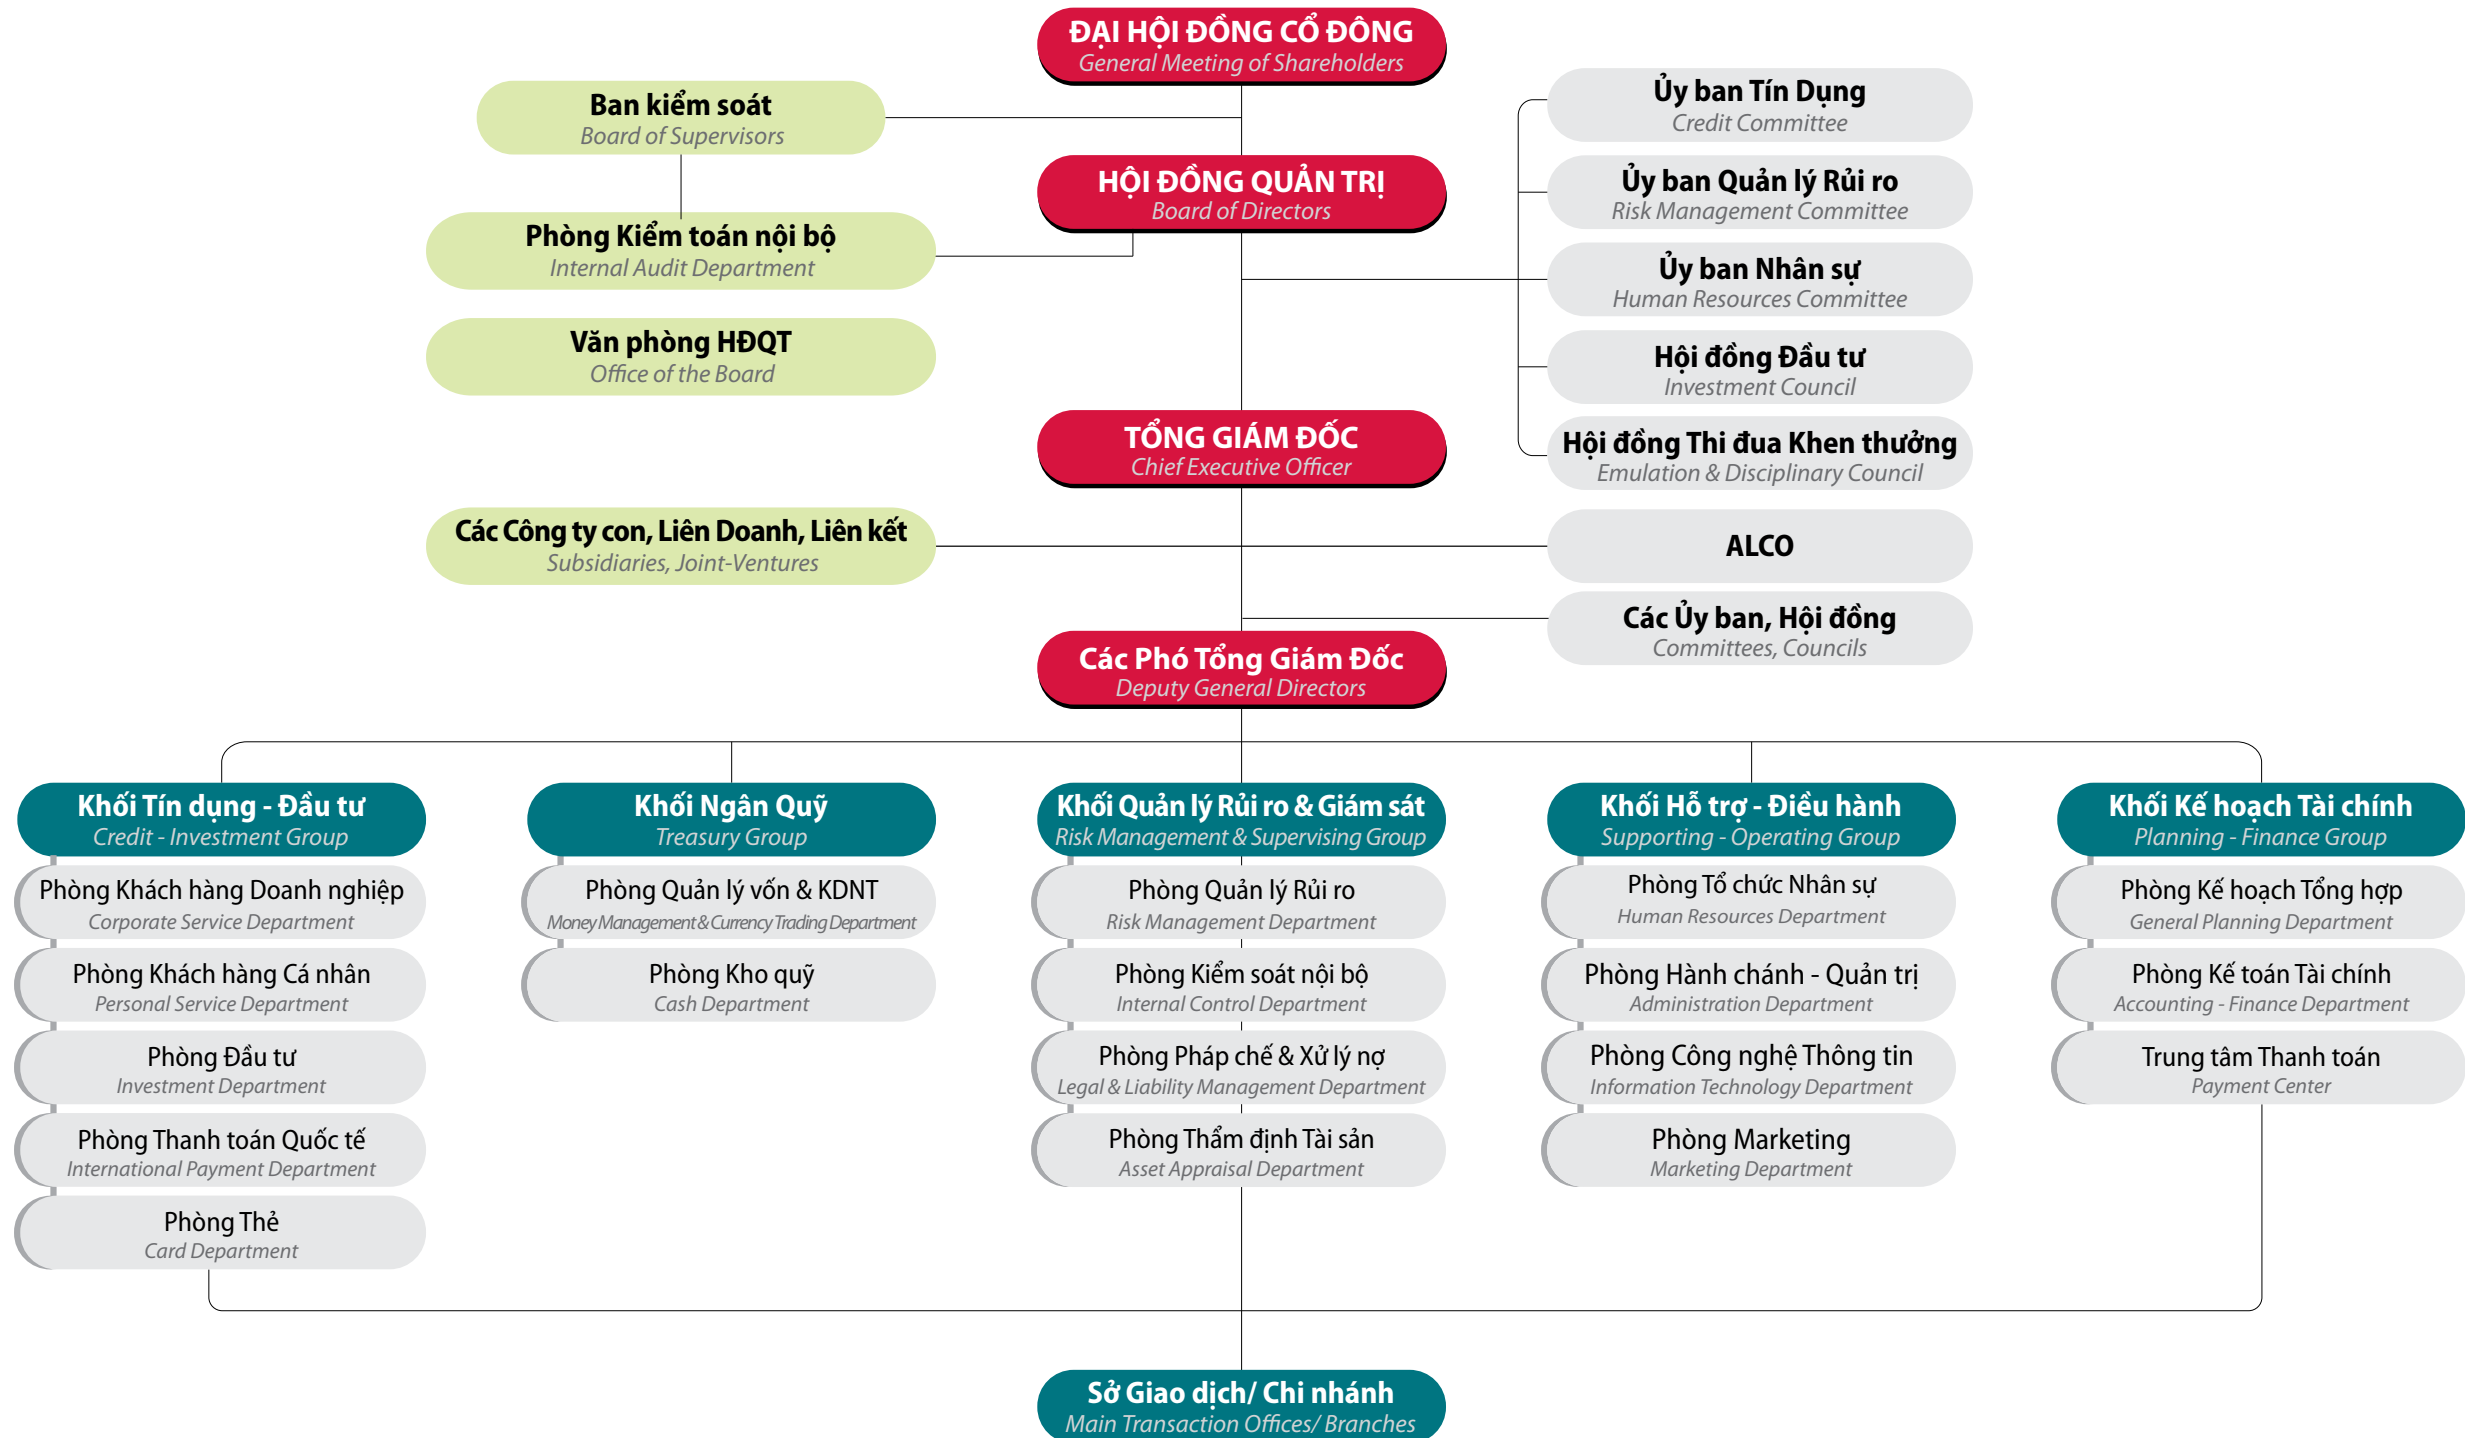 ĐẠI HỘI ĐỒNG CỔ ĐÔNG
General Meeting of Shareholders
Ban kiểm soát
Board of Supervisors
HỘI ĐỒNG QUẢN TRỊ
Board of Directors
Phòng Kiểm toán nội bộ
Internal Audit Department
Văn phòng HĐQT
Office of the Board
Ủy ban Tín Dụng
Credit Committee
Ủy ban Quản lý Rủi ro
Risk Management Committee
Ủy ban Nhân sự
Human Resources Committee
Hội đồng Đầu tư
Investment Council
Hội đồng Thi đua Khen thưởng
Emulation & Disciplinary Council
TỔNG GIÁM ĐỐC
Chief Executive Officer
Các Công ty con, Liên Doanh, Liên kết
Subsidiaries, Joint-Ventures
ALCO
Các Ủy ban, Hội đồng
Committees, Councils
Các Phó Tổng Giám Đốc
Deputy General Directors
Khối Tín dụng - Đầu tư
Credit - Investment Group
Phòng Khách hàng Doanh nghiệp
Corporate Service Department
Phòng Khách hàng Cá nhân
Personal Service Department
Phòng Đầu tư
Investment Department
Phòng Thanh toán Quốc tế
International Payment Department
Phòng Thẻ
Card Department
Khối Ngân Quỹ
Treasury Group
Phòng Quản lý vốn & KDNT
Money Management & Currency Trading Department
Phòng Kho quỹ
Cash Department
Khối Quản lý Rủi ro & Giám sát
Risk Management & Supervising Group
Phòng Quản lý Rủi ro
Risk Management Department
Phòng Kiểm soát nội bộ
Internal Control Department
Phòng Pháp chế & Xử lý nợ
Legal & Liability Management Department
Phòng Thẩm định Tài sản
Asset Appraisal Department
Khối Hỗ trợ - Điều hành
Supporting - Operating Group
Phòng Tổ chức Nhân sự
Human Resources Department
Phòng Hành chánh - Quản trị
Administration Department
Phòng Công nghệ Thông tin
Information Technology Department
Phòng Marketing
Marketing Department
Khối Kế hoạch Tài chính
Planning - Finance Group
Phòng Kế hoạch Tổng hợp
General Planning Department
Phòng Kế toán Tài chính
Accounting - Finance Department
Trung tâm Thanh toán
Payment Center
Sở Giao dịch/ Chi nhánh
Main Transaction Offices/ Branches